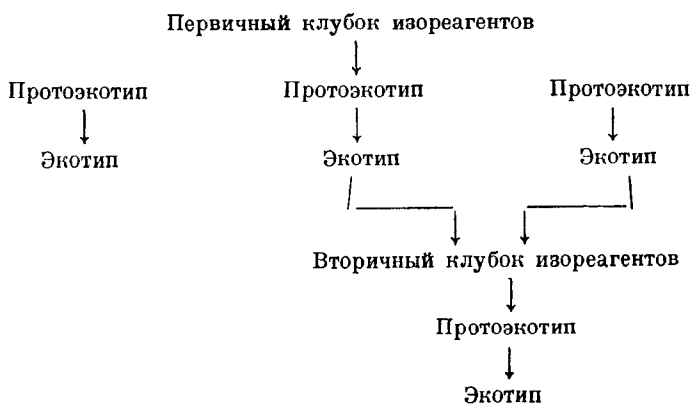 Первичный клубок изореагентов
Протоэкотип Протоэкотип Протоэкотип
Экотип Экотип Экотип
Вторичный клубок изореагентов
Протоэкотип
Экотип